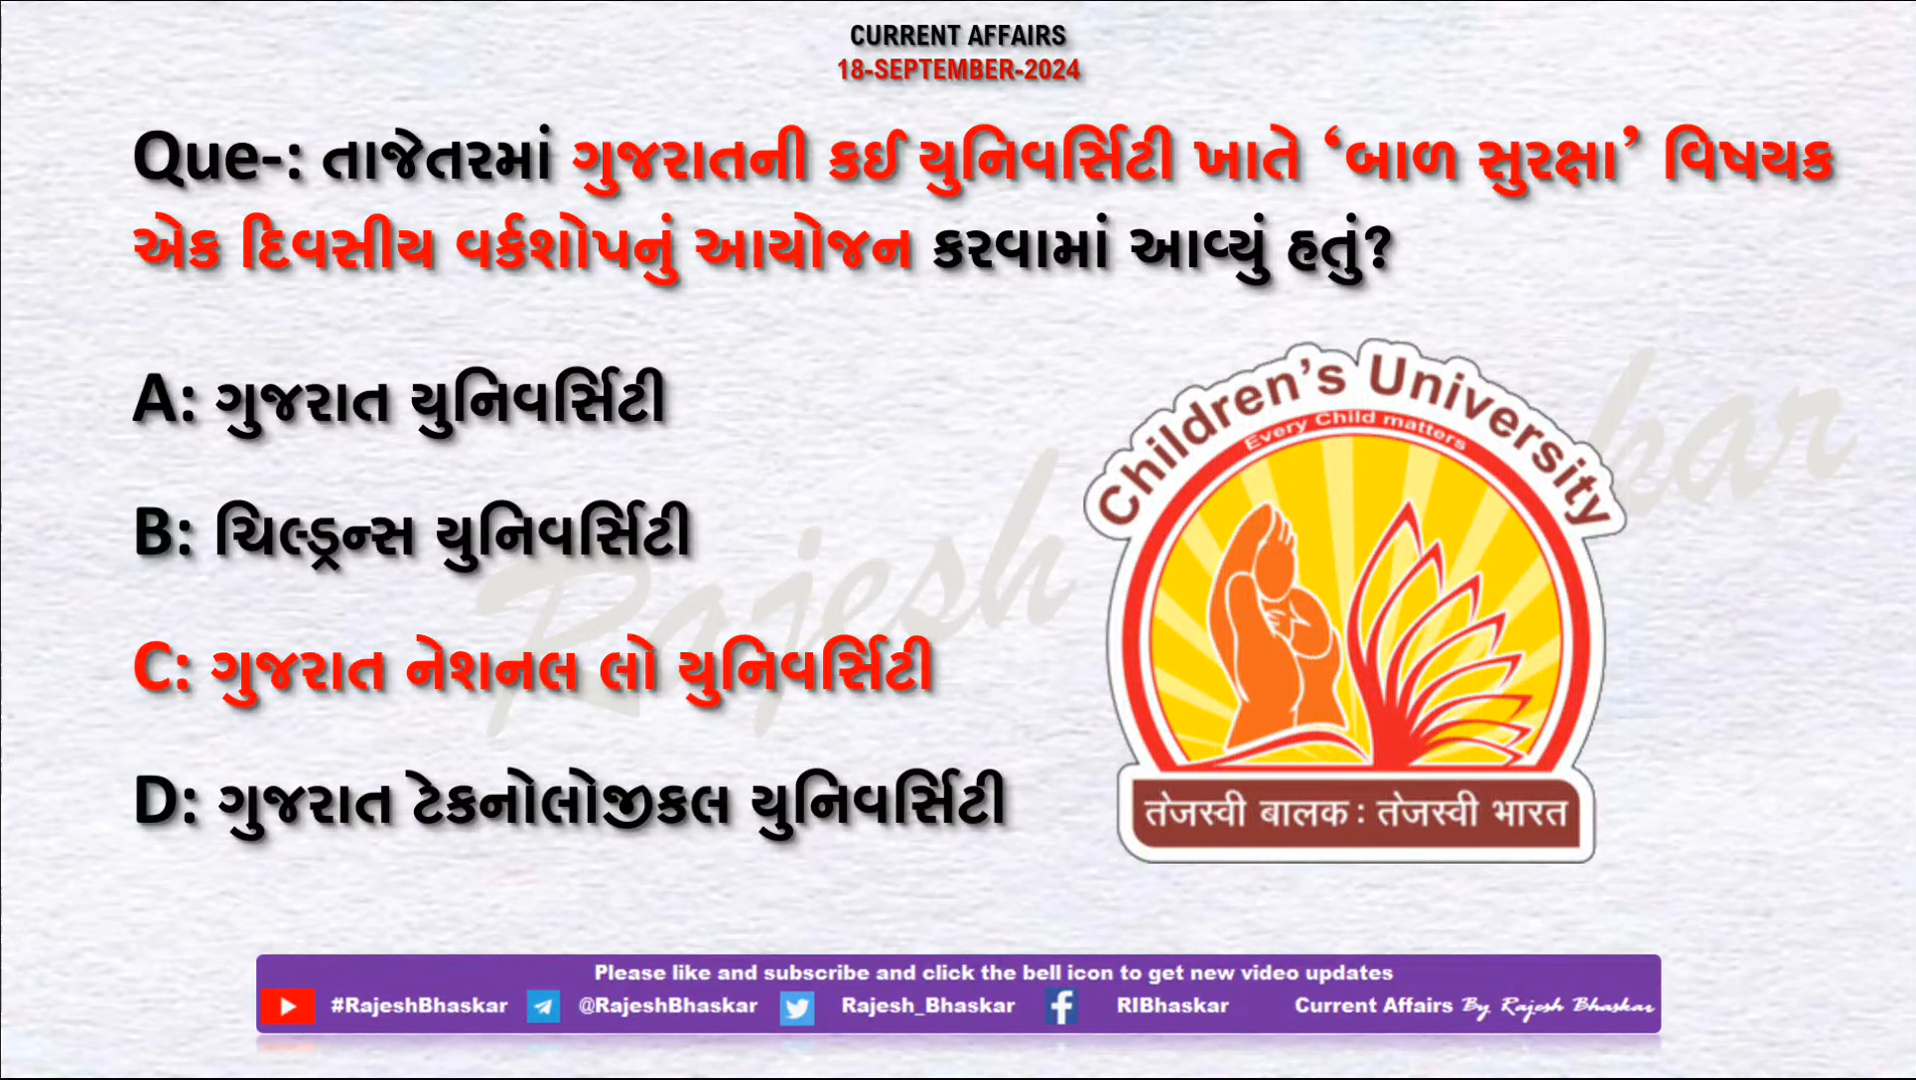 CURRENT AFFAIRS
18-SEPTEMBER-2024
Que-: તાજેતરમાં ગુજરાતની કઈ યુનિવર્સિટી ખાતે ‘બાળ સુરક્ષા’ વિષયક
એક દિવસીય વર્કશોપનું આયોજન કરવામાં આવ્યું હતું?
A: ગુજરાત યુનિવર્સિટી
B: ચિલ્ડ્રન્સ યુનિવર્સિટી
C: ગુજરાત નેશનલ લો યુનિવર્સિટી
D: ગુજરાત ટેકનોલોજીકલ યુનિવર્સિટી
Children's University
Every Child matters
तेजस्वी बालक : तेजस्वी भारत
Rajesh kar
Please like and subscribe and click the bell icon to get new video updates
#RajeshBhaskar @RajeshBhaskar Rajesh_Bhaskar RIBhaskar Current Affairs By Rajesh Bhaskar